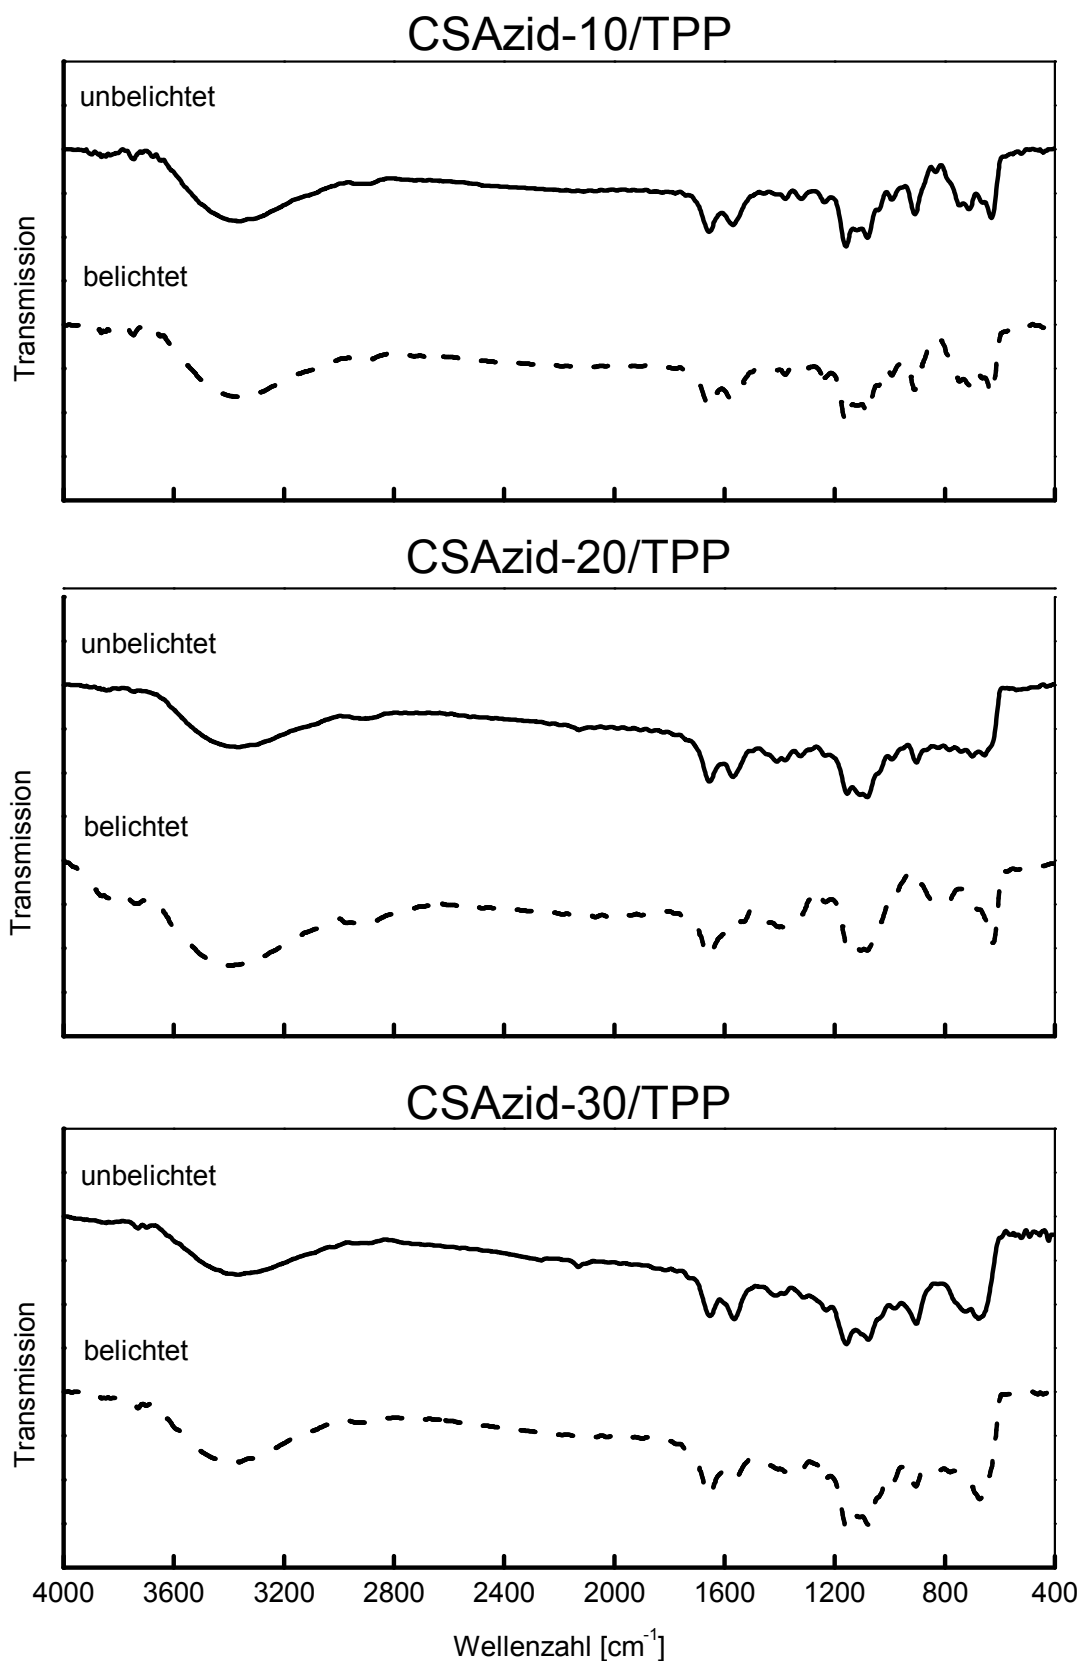 CSAzid-10/TPP
unbelichtet
belichtet
Transmission
CSAzid-20/TPP
unbelichtet
belichtet
Transmission
CSAzid-30/TPP
unbelichtet
belichtet
Transmission
4000 3600 3200 2800 2400 2000 1600 1200 800 400
Wellenzahl [cm⁻¹]